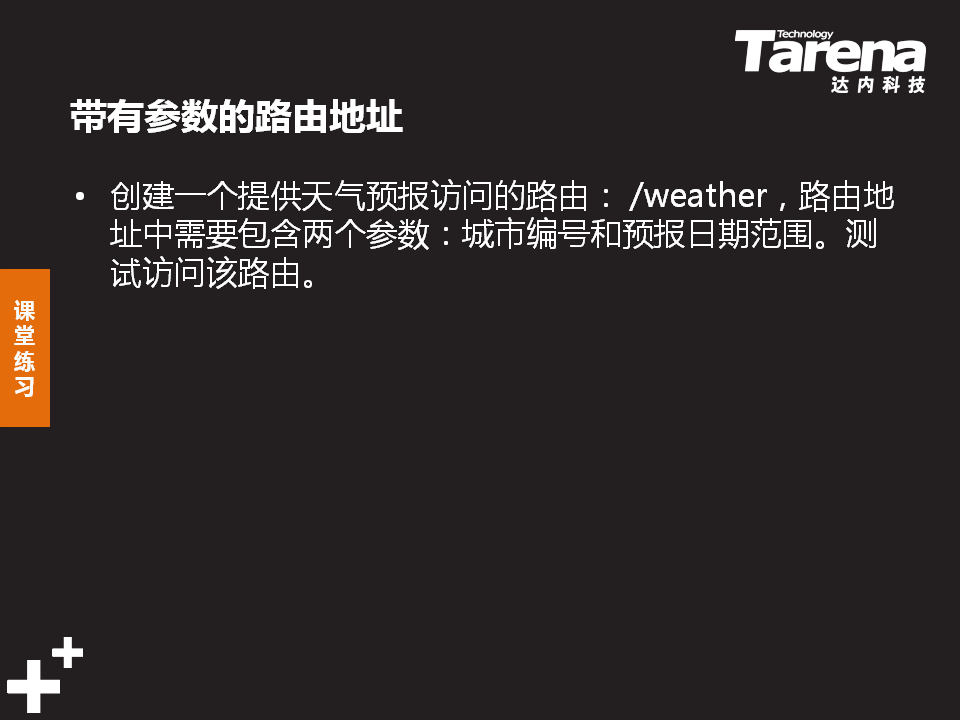 Technology
Tarena
达内科技
带有参数的路由地址
• 创建一个提供天气预报访问的路由：/weather，路由地
址中需要包含两个参数：城市编号和预报日期范围。测
试访问该路由。
课
堂
练
习